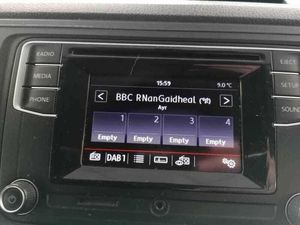 RADIO
MEDIA
PHONE
EJECT
SETUP
SOUND
15:59
9.0 °C
BBC RNanGaidheal
Ayr
1 2 3 4
Empty Empty Empty Empty
DAB1